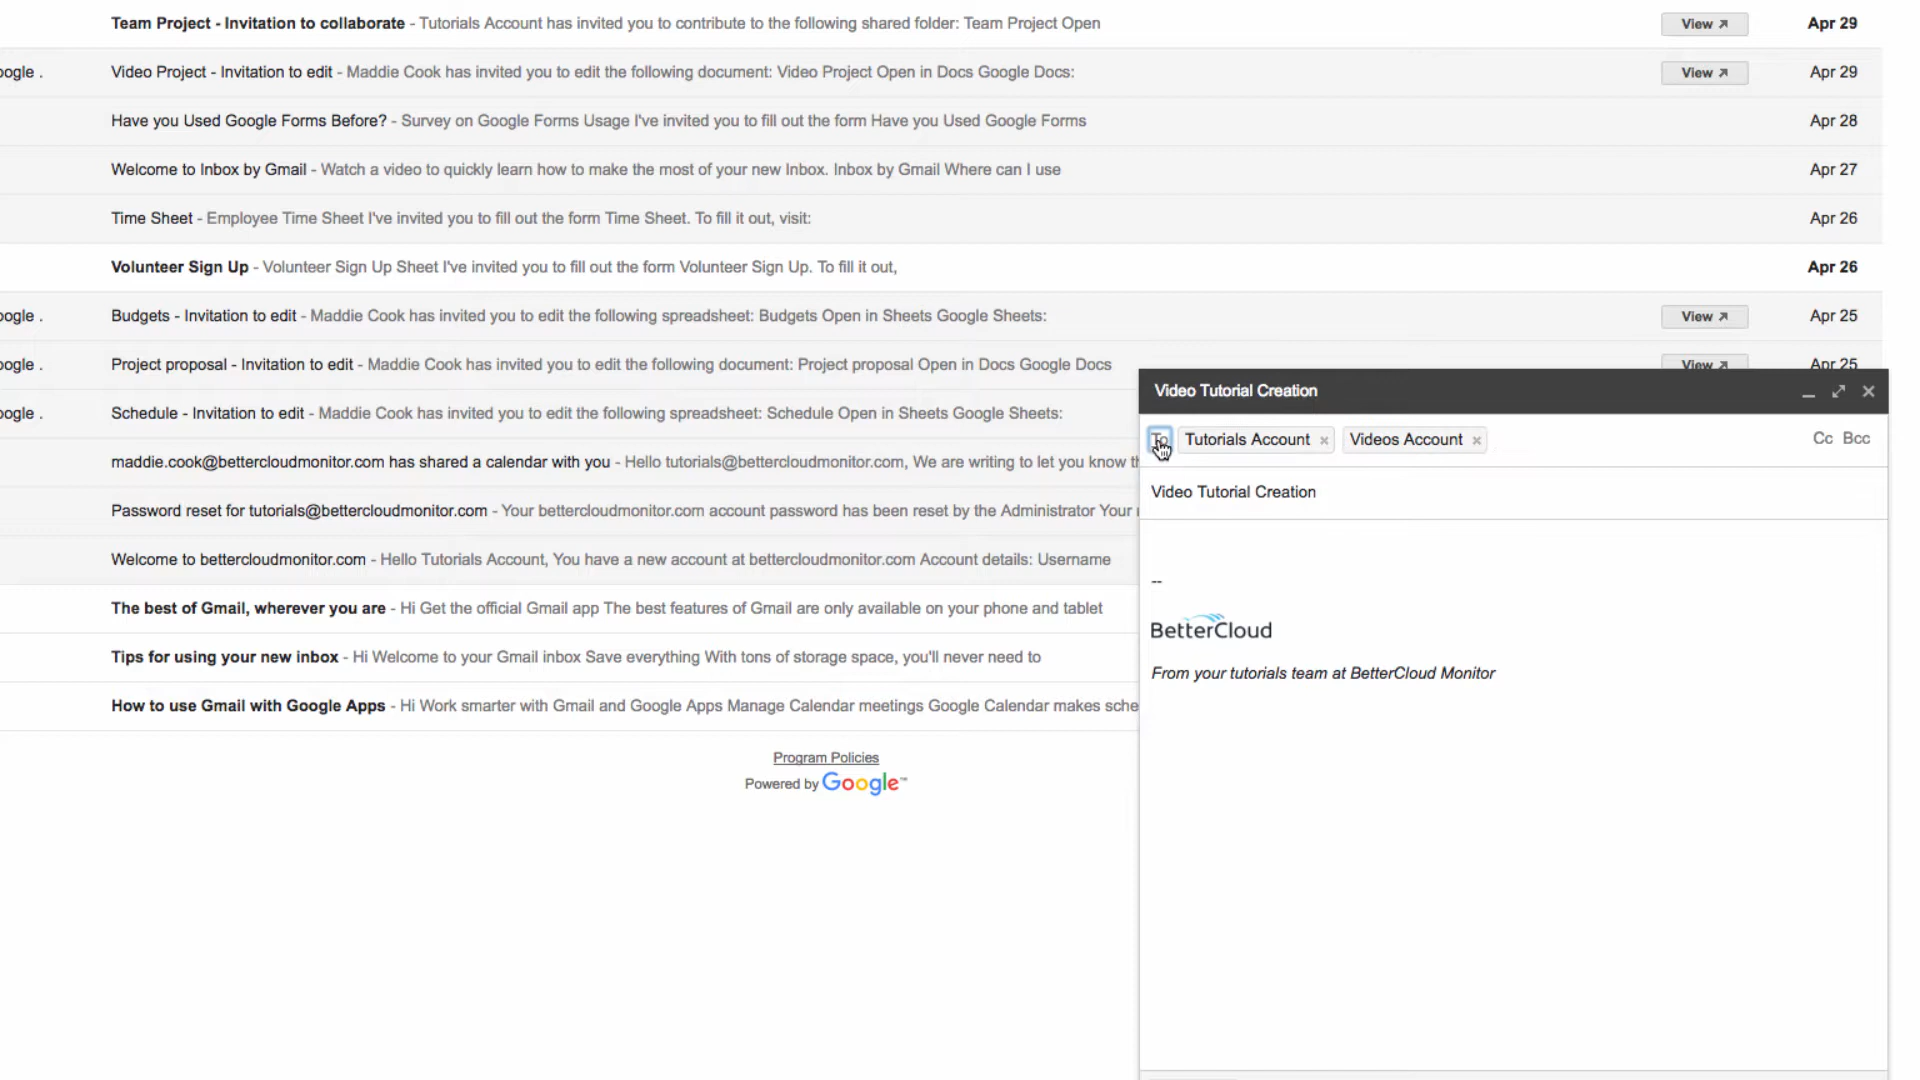 Team Project - Invitation to collaborate - Tutorials Account has invited you to contribute to the following shared folder: Team Project Open View Apr 29
oogle . Video Project - Invitation to edit - Maddie Cook has invited you to edit the following document: Video Project Open in Docs Google Docs: View Apr 29
Have you Used Google Forms Before? - Survey on Google Forms Usage I've invited you to fill out the form Have you Used Google Forms Apr 28
Welcome to Inbox by Gmail - Watch a video to quickly learn how to make the most of your new Inbox. Inbox by Gmail Where can I use Apr 27
Time Sheet - Employee Time Sheet I've invited you to fill out the form Time Sheet. To fill it out, visit: Apr 26
Volunteer Sign Up - Volunteer Sign Up Sheet I've invited you to fill out the form Volunteer Sign Up. To fill it out, Apr 26
oogle . Budgets - Invitation to edit - Maddie Cook has invited you to edit the following spreadsheet: Budgets Open in Sheets Google Sheets: View Apr 25
oogle . Project proposal - Invitation to edit - Maddie Cook has invited you to edit the following document: Project proposal Open in Docs Google Docs View Apr 25
oogle . Schedule - Invitation to edit - Maddie Cook has invited you to edit the following spreadsheet: Schedule Open in Sheets Google Sheets:
maddie.cook@bettercloudmonitor.com has shared a calendar with you - Hello tutorials@bettercloudmonitor.com, We are writing to let you know th
Password reset for tutorials@bettercloudmonitor.com - Your bettercloudmonitor.com account password has been reset by the Administrator Your
Welcome to bettercloudmonitor.com - Hello Tutorials Account, You have a new account at bettercloudmonitor.com Account details: Username
The best of Gmail, wherever you are - Hi Get the official Gmail app The best features of Gmail are only available on your phone and tablet
Tips for using your new inbox - Hi Welcome to your Gmail inbox Save everything With tons of storage space, you'll never need to
How to use Gmail with Google Apps - Hi Work smarter with Gmail and Google Apps Manage Calendar meetings Google Calendar makes sche
Program Policies
Powered by Google™
Video Tutorial Creation
To Tutorials Account × Videos Account × Cc Bcc
Video Tutorial Creation
--
BetterCloud
From your tutorials team at BetterCloud Monitor